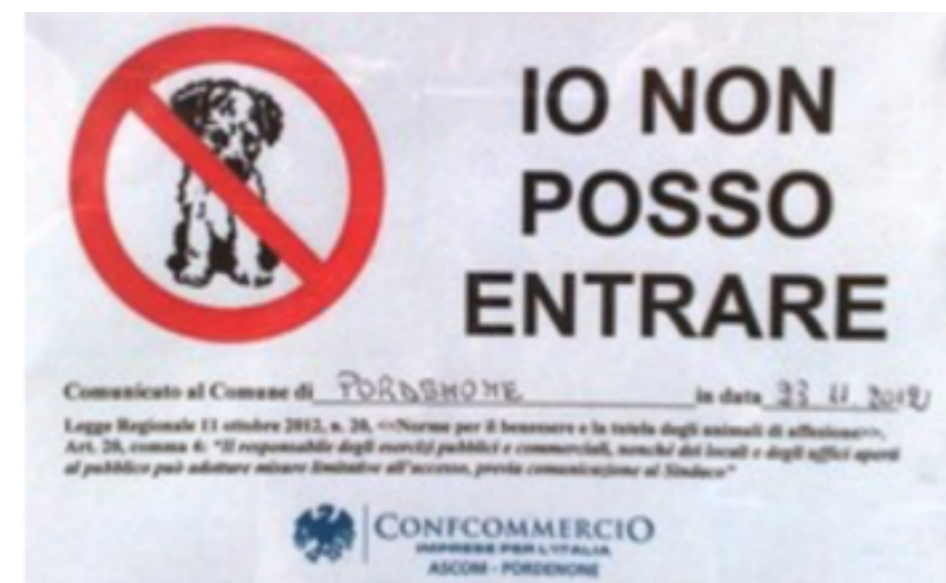 IO NON
POSSO
ENTRARE
Comunicato al Comune di PORDENONE in data 23 11 2012
Legge Regionale 11 ottobre 2012, n. 20, <<Norme per il benessere e la tutela degli animali di affezione>>,
Art. 20, comma 6: "Il responsabile degli esercizi pubblici e commerciali, nonché dei locali e degli uffici aperti
al pubblico può adottare misure limitative all'accesso, previa comunicazione al Sindaco"
CONFCOMMERCIO
IMPRESE PER L'ITALIA
ASCOM - PORDENONE